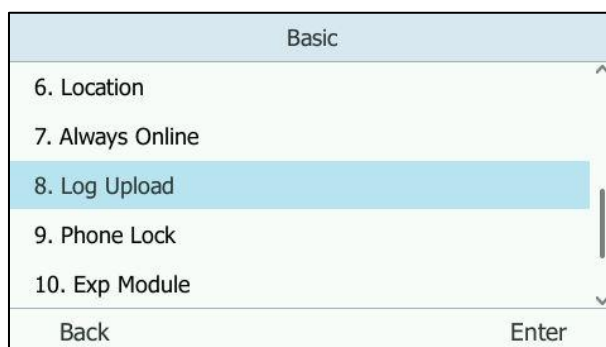 Basic
6. Location
7. Always Online
8. Log Upload
9. Phone Lock
10. Exp Module
Back Enter